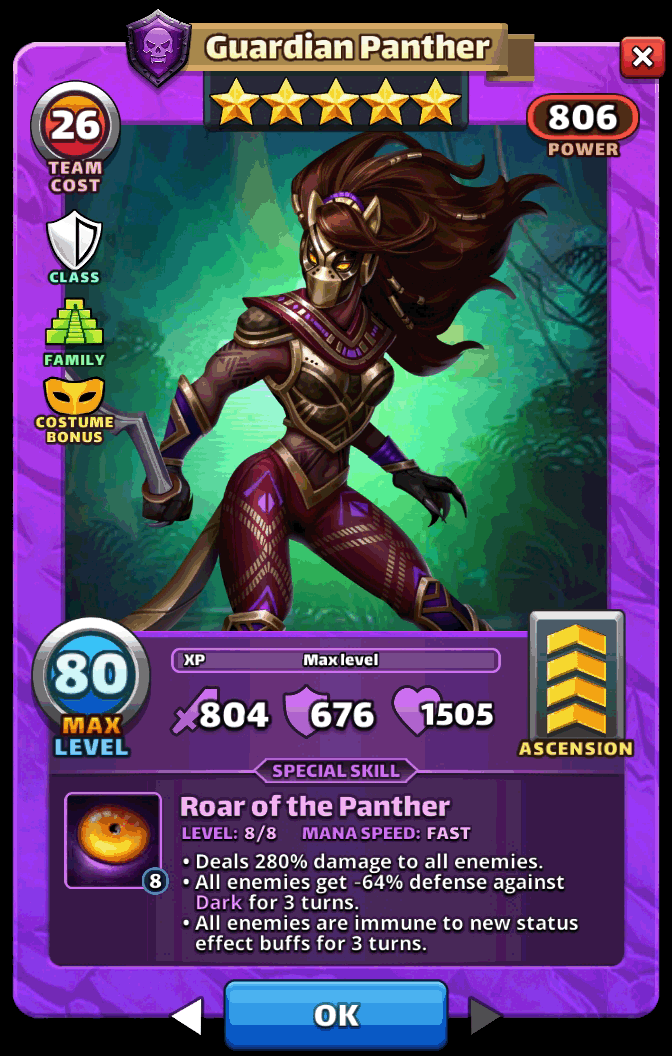 Guardian Panther
26
TEAM
COST
806
POWER
CLASS
FAMILY
COSTUME
BONUS
80
MAX
LEVEL
XP Max level
804 676 1505
ASCENSION
SPECIAL SKILL
Roar of the Panther
LEVEL: 8/8 MANA SPEED: FAST
8
• Deals 280% damage to all enemies.
• All enemies get -64% defense against
Dark for 3 turns.
• All enemies are immune to new status
effect buffs for 3 turns.
OK